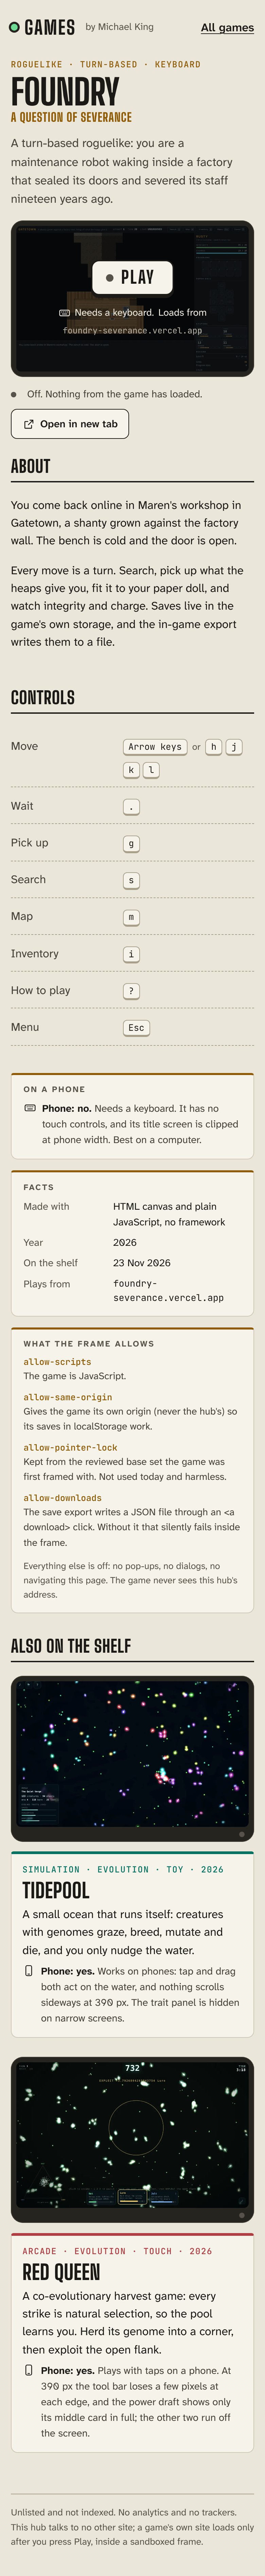 GAMES by Michael King All games
ROGUELIKE · TURN-BASED · KEYBOARD
FOUNDRY
A QUESTION OF SEVERANCE
A turn-based roguelike: you are a
maintenance robot waking inside a factory
that sealed its doors and severed its staff
nineteen years ago.
PLAY
Needs a keyboard. Loads from
foundry-severance.vercel.app
Off. Nothing from the game has loaded.
Open in new tab
ABOUT
You come back online in Maren's workshop in
Gatetown, a shanty grown against the factory
wall. The bench is cold and the door is open.
Every move is a turn. Search, pick up what the
heaps give you, fit it to your paper doll, and
watch integrity and charge. Saves live in the
game's own storage, and the in-game export
writes them to a file.
CONTROLS
Move Arrow keys or h j
k l
Wait .
Pick up g
Search s
Map m
Inventory i
How to play ?
Menu Esc
ON A PHONE
Phone: no. Needs a keyboard. It has no
touch controls, and its title screen is clipped
at phone width. Best on a computer.
FACTS
Made with HTML canvas and plain
JavaScript, no framework
Year 2026
On the shelf 23 Nov 2026
Plays from foundry-
severance.vercel.app
WHAT THE FRAME ALLOWS
allow-scripts
The game is JavaScript.
allow-same-origin
Gives the game its own origin (never the hub's) so
its saves in localStorage work.
allow-pointer-lock
Kept from the reviewed base set the game was
first framed with. Not used today and harmless.
allow-downloads
The save export writes a JSON file through an <a
download> click. Without it that silently fails inside
the frame.
Everything else is off: no pop-ups, no dialogs, no
navigating this page. The game never sees this hub's
address.
ALSO ON THE SHELF
SIMULATION · EVOLUTION · TOY · 2026
TIDEPOOL
A small ocean that runs itself: creatures
with genomes graze, breed, mutate and
die, and you only nudge the water.
Phone: yes. Works on phones: tap and drag
both act on the water, and nothing scrolls
sideways at 390 px. The trait panel is hidden
on narrow screens.
732
ARCADE · EVOLUTION · TOUCH · 2026
RED QUEEN
A co-evolutionary harvest game: every
strike is natural selection, so the pool
learns you. Herd its genome into a corner,
then exploit the open flank.
Phone: yes. Plays with taps on a phone. At
390 px the tool bar loses a few pixels at
each edge, and the power draft shows only
its middle card in full; the other two run off
the screen.
Unlisted and not indexed. No analytics and no trackers.
This hub talks to no other site; a game's own site loads only
after you press Play, inside a sandboxed frame.